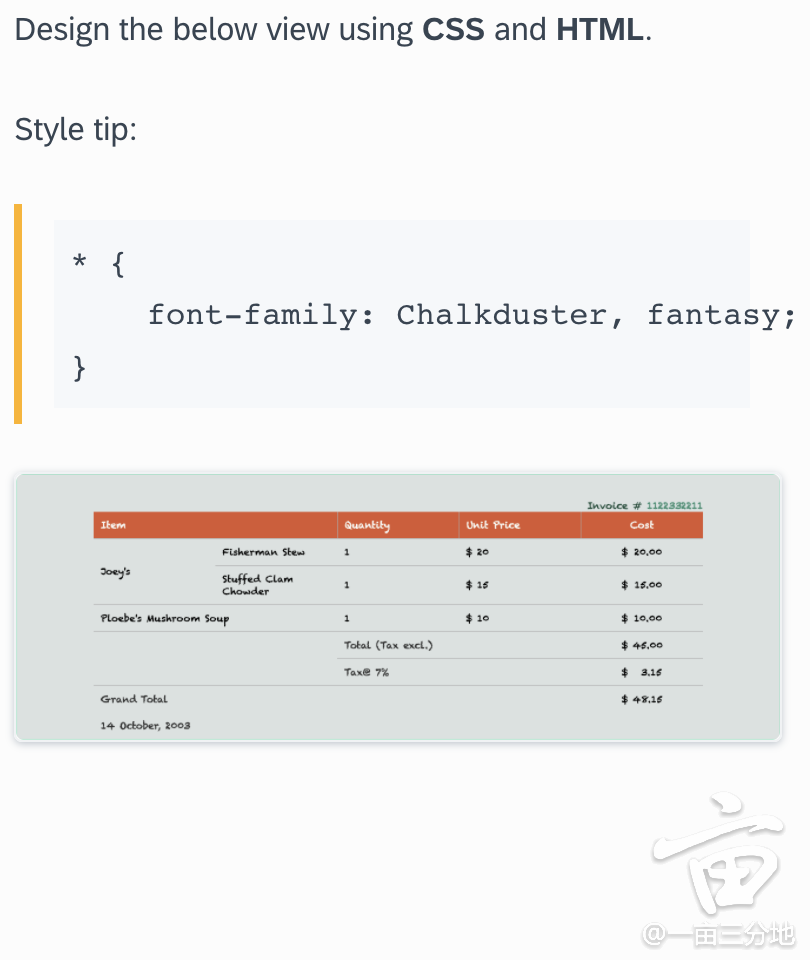 Design the below view using CSS and HTML.
Style tip:
* {
font-family: Chalkduster, fantasy;
}
Invoice # 1122332211
Item Quantity Unit Price Cost
Joey's
Fisherman Stew 1 $ 20 $ 20.00
Stuffed Clam
Chowder 1 $ 15 $ 15.00
Ploebe's Mushroom Soup 1 $ 10 $ 10.00
Total (Tax excl.) $ 45.00
Tax@ 7% $ 3.15
Grand Total $ 48.15
14 October, 2003
亩
@一亩三分地